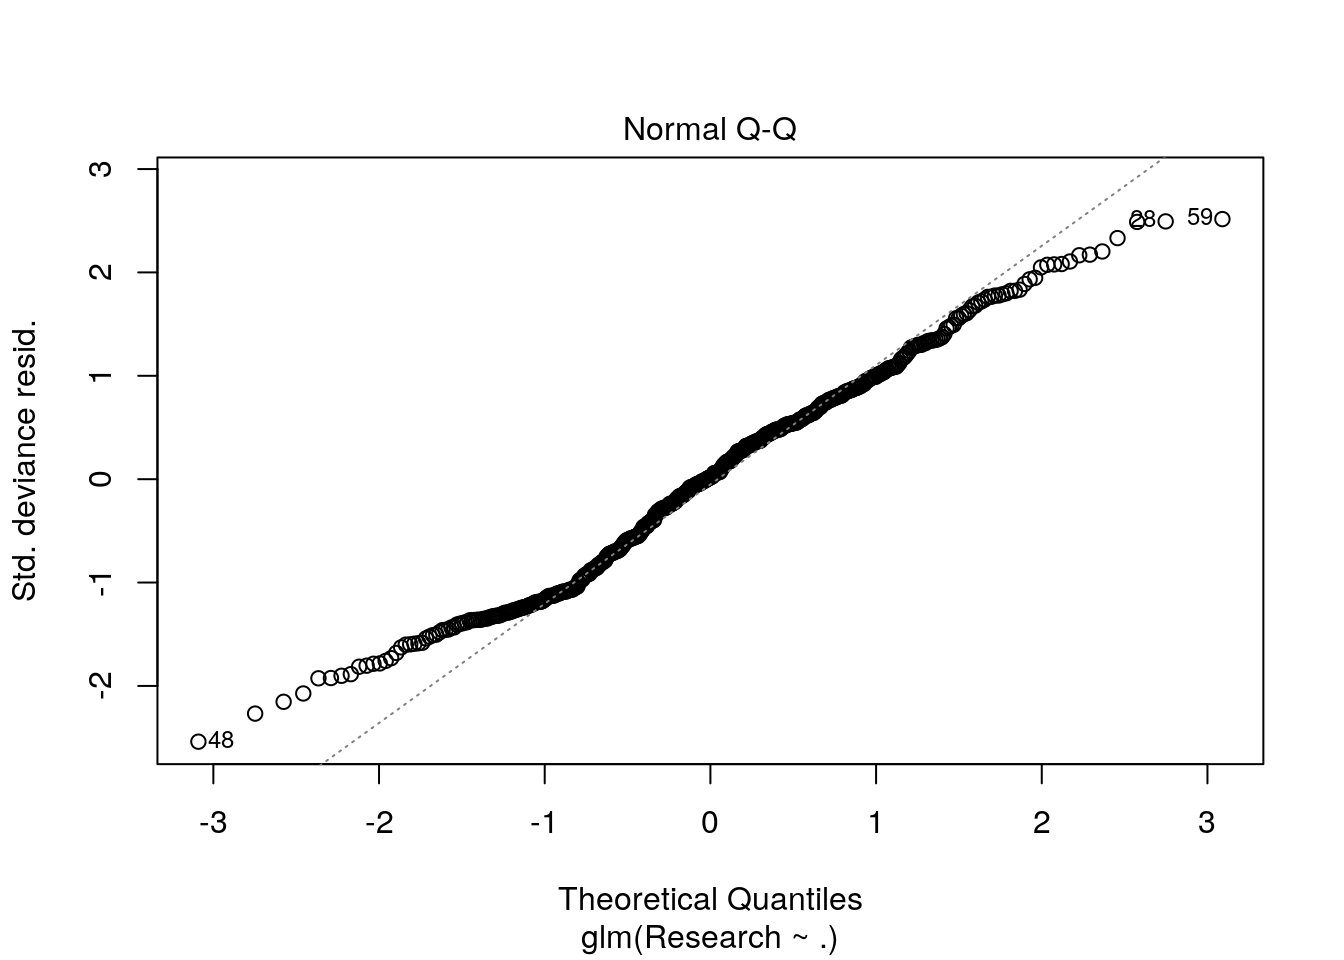 Normal Q-Q
3
2
1
0
-1
-2
Std. deviance resid.
59
48
-3 -2 -1 0 1 2 3
Theoretical Quantiles
glm(Research ~ .)